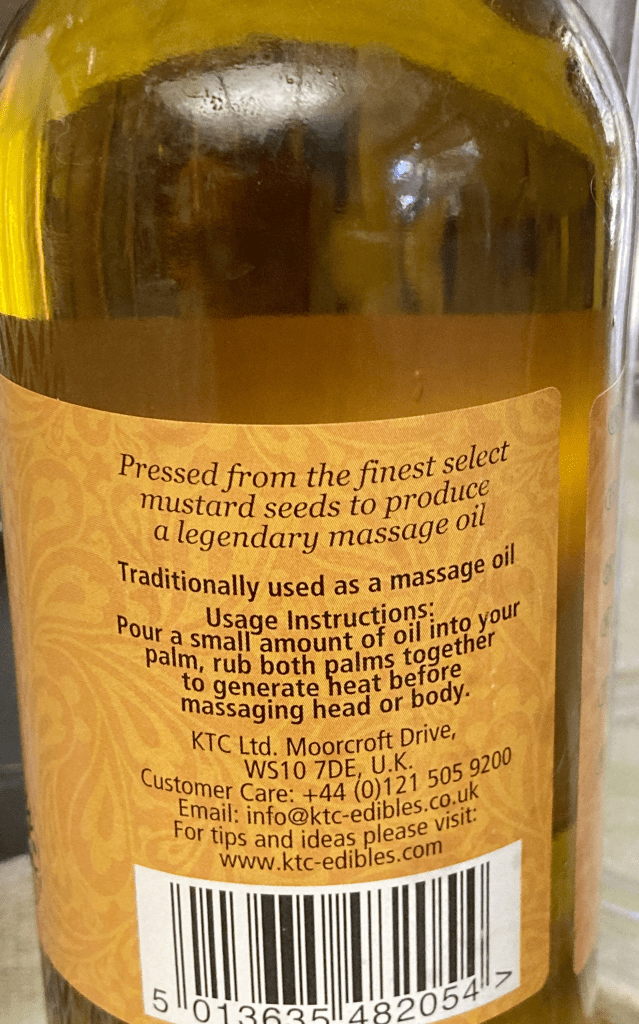 Pressed from the finest select
mustard seeds to produce
a legendary massage oil
Traditionally used as a massage oil
Usage Instructions:
Pour a small amount of oil into your
palm, rub both palms together
to generate heat before
massaging head or body.
KTC Ltd. Moorcroft Drive,
WS10 7DE, U.K.
Customer Care: +44 (0)121 505 9200
Email: info@ktc-edibles.co.uk
For tips and ideas please visit:
www.ktc-edibles.com
5 013635 482054 >